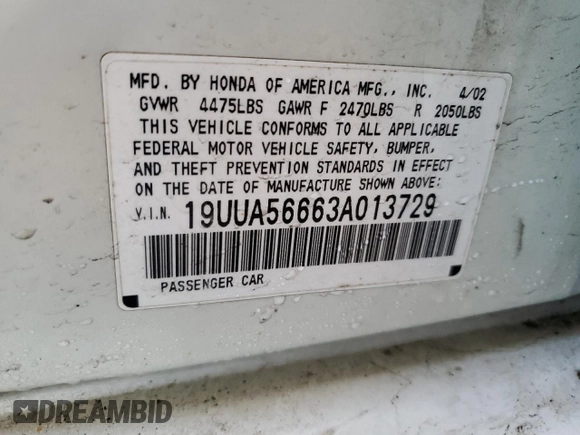 MFD. BY HONDA OF AMERICA MFG., INC. 4/02
GVWR 4475LBS GAWR F 2470LBS R 2050LBS
THIS VEHICLE CONFORMS TO ALL APPLICABLE
FEDERAL MOTOR VEHICLE SAFETY, BUMPER,
AND THEFT PREVENTION STANDARDS IN EFFECT
ON THE DATE OF MANUFACTURE SHOWN ABOVE:
V.I.N. 19UUA56663A013729
PASSENGER CAR
DREAMBID